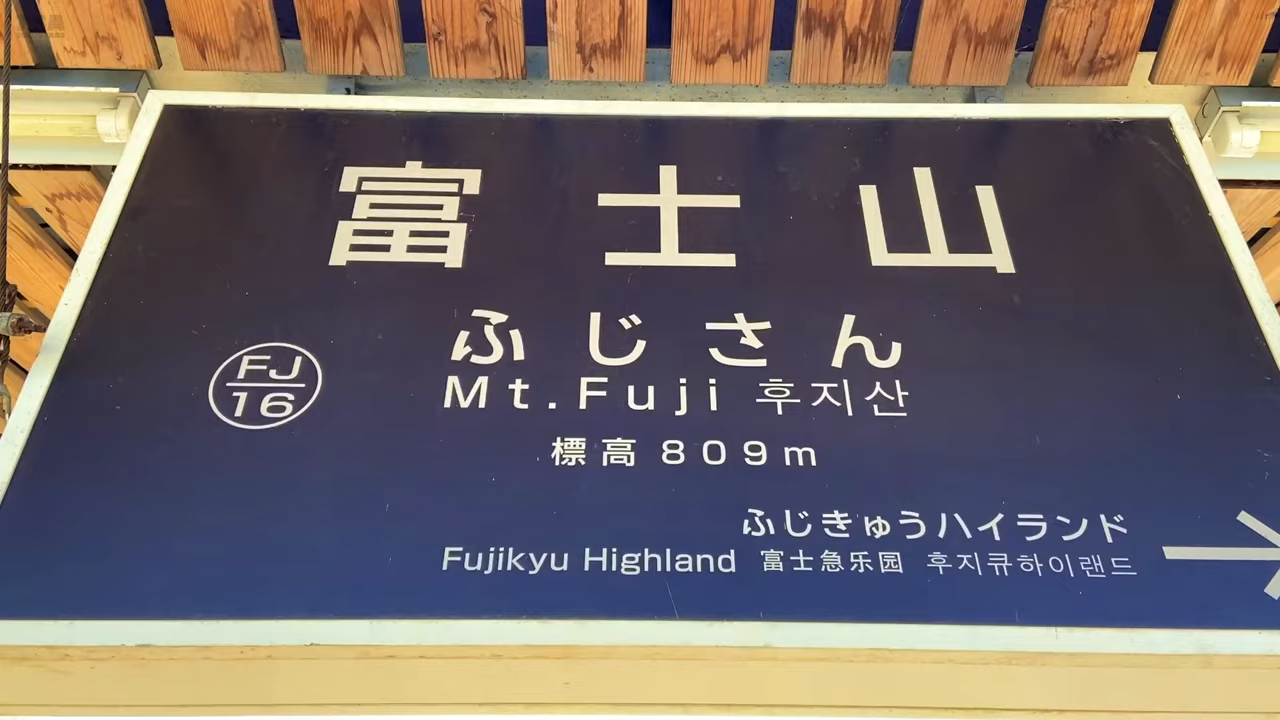 富士山
ふじさん
Mt.Fuji 후지산
FJ
16
標高 809m
ふじきゅうハイランド
Fujikyu Highland 富士急乐园 후지큐하이랜드